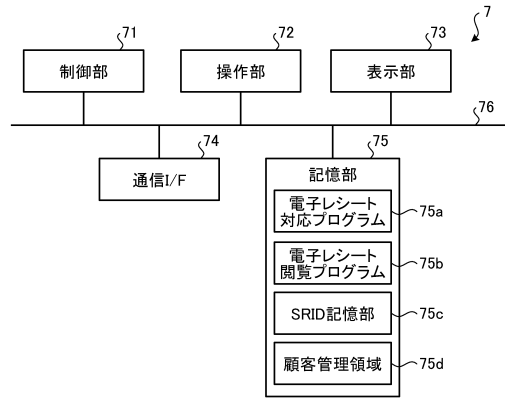 7
71
72
73
制御部
操作部
表示部
76
74
75
通信I/F
記憶部
電子レシート
対応プログラム
75a
電子レシート
閲覧プログラム
75b
SRID記憶部
75c
顧客管理領域
75d